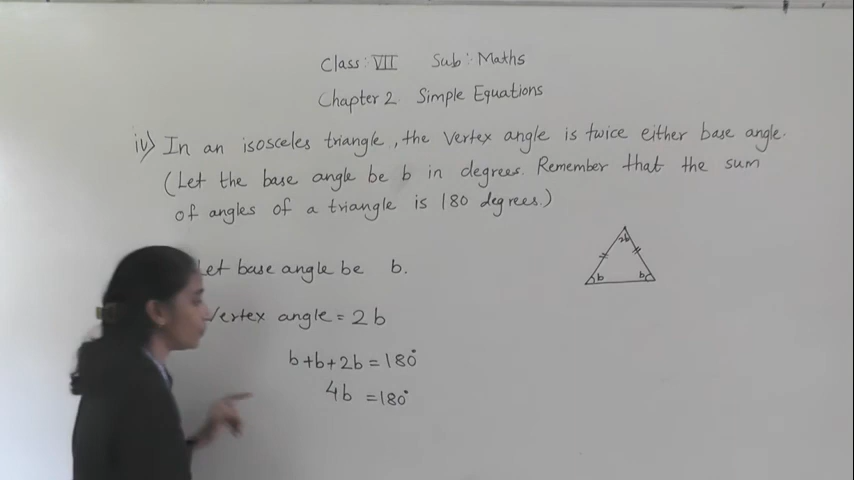 Class: VII Sub: Maths
Chapter 2. Simple Equations
iv) In an isosceles triangle, the vertex angle is twice either base angle.
(Let the base angle be b in degrees. Remember that the sum
of angles of a triangle is 180 degrees.)
2b
b b
Let base angle be b.
Vertex angle = 2b
b+b+2b = 180°
4b = 180°